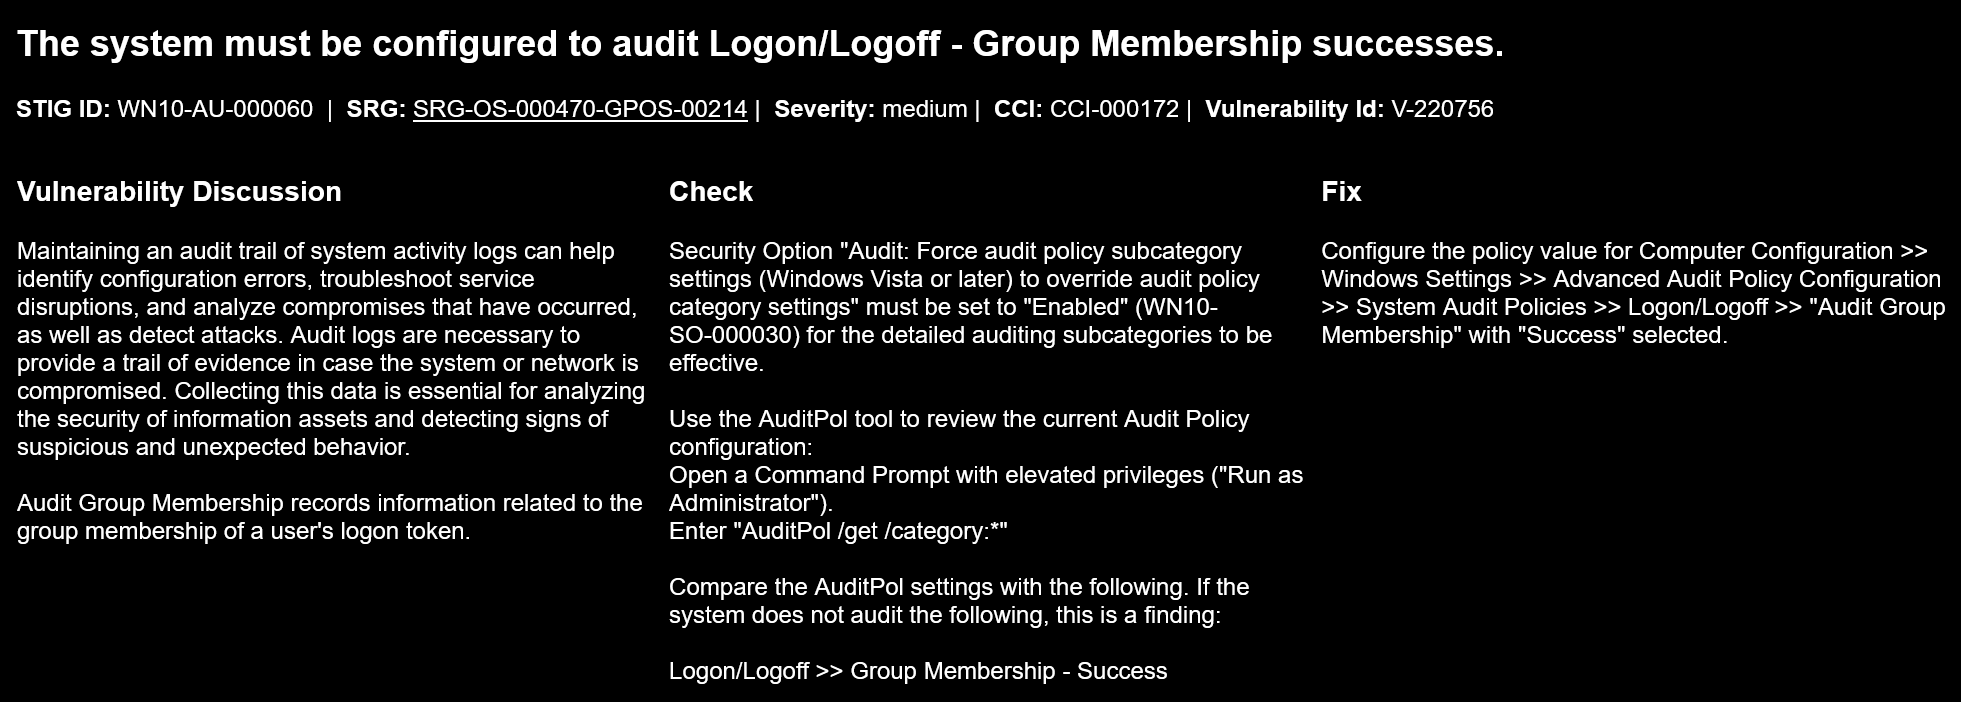 The system must be configured to audit Logon/Logoff - Group Membership successes.
STIG ID: WN10-AU-000060 | SRG: SRG-OS-000470-GPOS-00214 | Severity: medium | CCI: CCI-000172 | Vulnerability Id: V-220756
Vulnerability Discussion
Maintaining an audit trail of system activity logs can help
identify configuration errors, troubleshoot service
disruptions, and analyze compromises that have occurred,
as well as detect attacks. Audit logs are necessary to
provide a trail of evidence in case the system or network is
compromised. Collecting this data is essential for analyzing
the security of information assets and detecting signs of
suspicious and unexpected behavior.
Audit Group Membership records information related to the
group membership of a user's logon token.
Check
Security Option "Audit: Force audit policy subcategory
settings (Windows Vista or later) to override audit policy
category settings" must be set to "Enabled" (WN10-
SO-000030) for the detailed auditing subcategories to be
effective.
Use the AuditPol tool to review the current Audit Policy
configuration:
Open a Command Prompt with elevated privileges ("Run as
Administrator").
Enter "AuditPol /get /category:*"
Compare the AuditPol settings with the following. If the
system does not audit the following, this is a finding:
Logon/Logoff >> Group Membership - Success
Fix
Configure the policy value for Computer Configuration >>
Windows Settings >> Advanced Audit Policy Configuration
>> System Audit Policies >> Logon/Logoff >> "Audit Group
Membership" with "Success" selected.